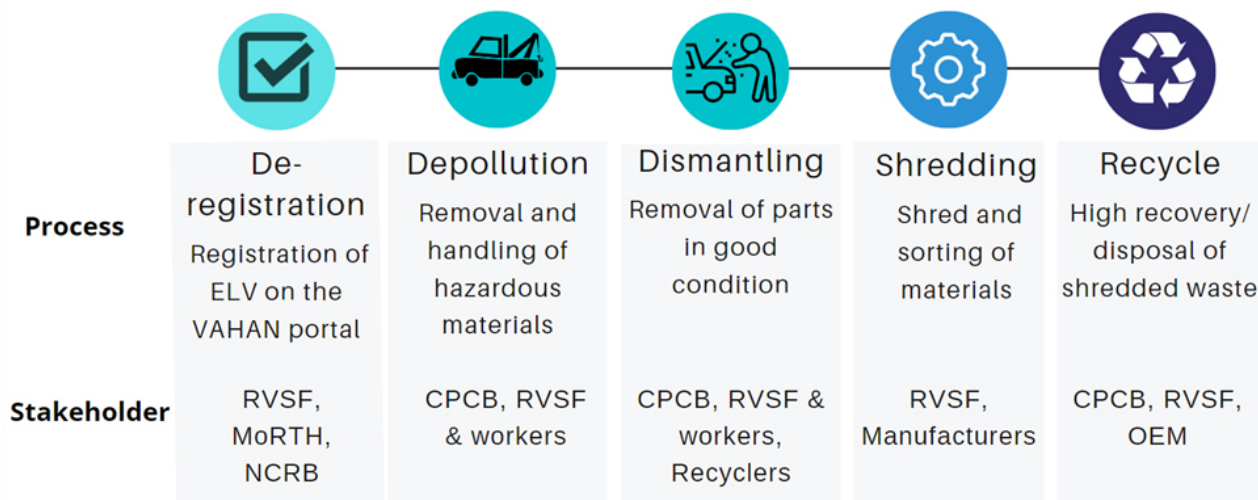 De-
registration
Depollution
Dismantling
Shredding
Recycle
Process
Registration of
ELV on the
VAHAN portal
Removal and
handling of
hazardous
materials
Removal of parts
in good
condition
Shred and
sorting of
materials
High recovery/
disposal of
shredded waste
Stakeholder
RVSF,
MoRTH,
NCRB
CPCB, RVSF
& workers
CPCB, RVSF &
workers,
Recyclers
RVSF,
Manufacturers
CPCB, RVSF,
OEM